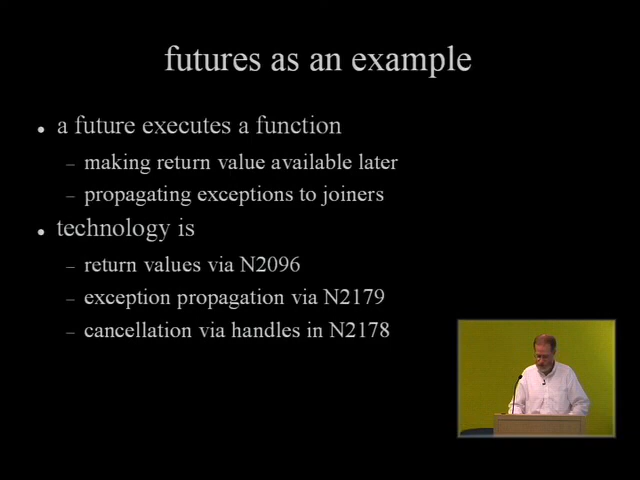 futures as an example
• a future executes a function
– making return value available later
– propagating exceptions to joiners
• technology is
– return values via N2096
– exception propagation via N2179
– cancellation via handles in N2178